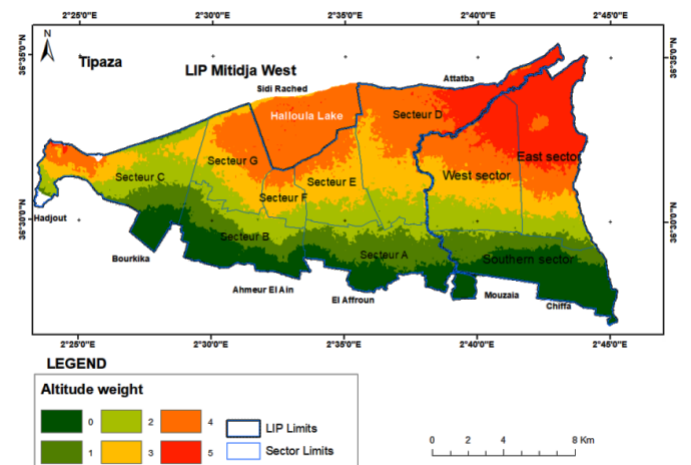 2°25'0"E 2°30'0"E 2°35'0"E 2°40'0"E 2°45'0"E
N
36°35'0"N
36°35'0"N
Tipaza
LIP Mitidja West
Sidi Rached
Attatba
Halloula Lake
Secteur D
Secteur G
East sector
Secteur C
Secteur E
West sector
Secteur F
Hadjout
36°30'0"N
36°30'0"N
Secteur B
Bourkika
Secteur A
Southern sector
Ahmeur El Ain
El Affroun
Mouzaia
Chiffa
2°25'0"E 2°30'0"E 2°35'0"E 2°40'0"E 2°45'0"E
LEGEND
Altitude weight
0 2 4 LIP Limits
1 3 5 Sector Limits
0 2 4 8 Km